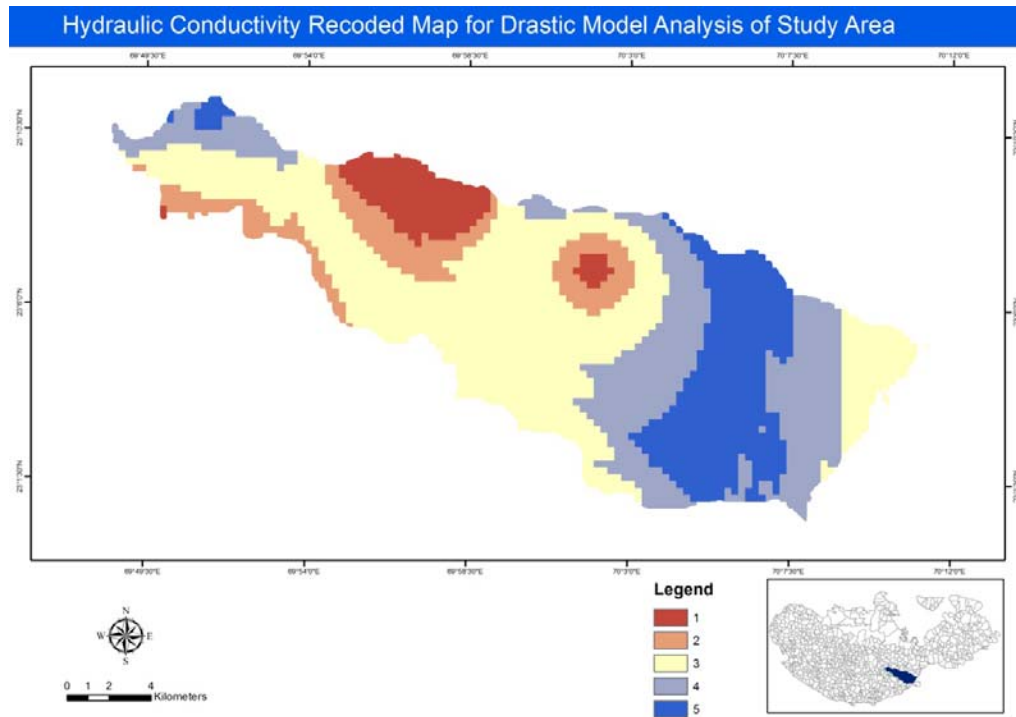 Hydraulic Conductivity Recoded Map for Drastic Model Analysis of Study Area
69°49'30"E 69°54'0"E 69°58'30"E 70°3'0"E 70°7'30"E 70°12'0"E
69°49'30"E 69°54'0"E 69°58'30"E 70°3'0"E 70°7'30"E 70°12'0"E
N
W E
S
0 1 2 4
Kilometers
Legend
1
2
3
4
5